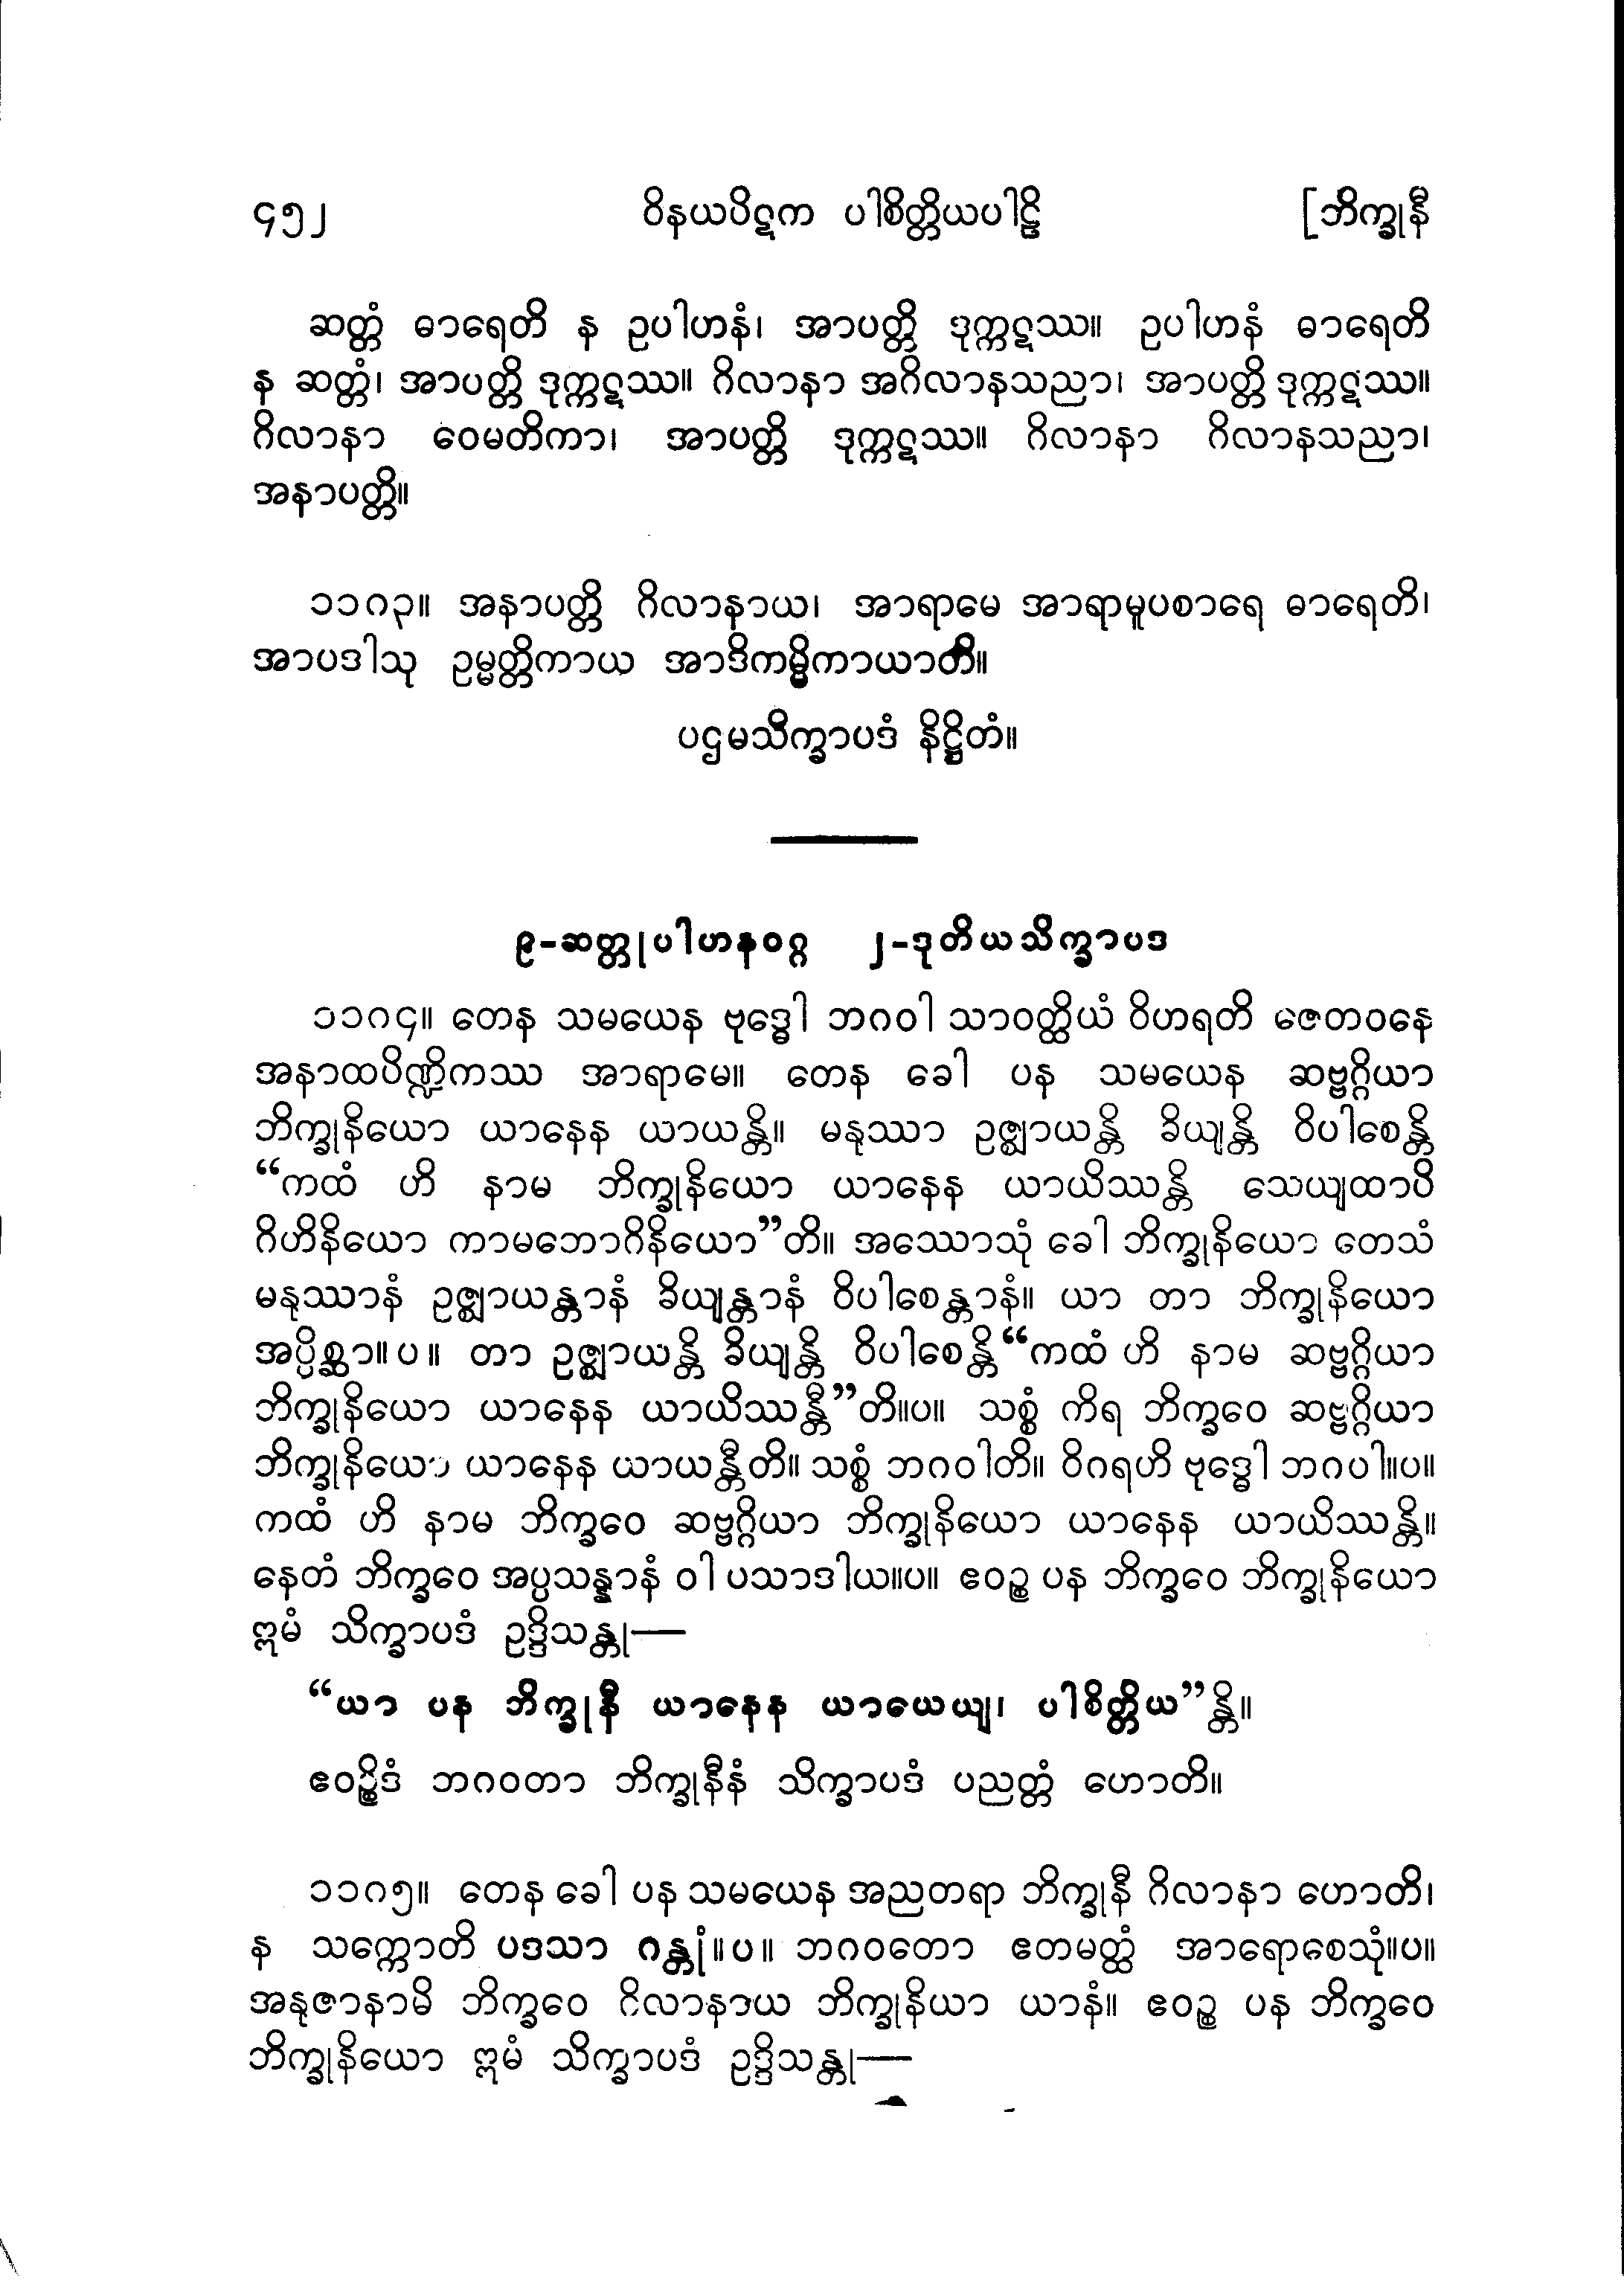 ၄၅၂ ဝိနယပိဋက ပါစိတ္တိယပါဠိ [ဘိက္ခုနီ
ဆတ္တံ ဓာရေတိ န ဥပါဟနံ၊ အာပတ္တိ ဒုက္ကဋဿ။ ဥပါဟနံ ဓာရေတိ
န ဆတ္တံ၊ အာပတ္တိ ဒုက္ကဋဿ။ ဂိလာနာ အဂိလာနသညာ၊ အာပတ္တိ ဒုက္ကဋဿ။
ဂိလာနာ ဝေမတိကာ၊ အာပတ္တိ ဒုက္ကဋဿ။ ဂိလာနာ ဂိလာနသညာ၊
အနာပတ္တိ။
၁၁၈၃။ အနာပတ္တိ ဂိလာနာယ၊ အာရာမေ အာရာမူပစာရေ ဓာရေတိ၊
အာပဒါသု ဥမ္မတ္တိကာယ အာဒိကမ္မိကာယာတိ။
ပဌမသိက္ခာပဒံ နိဋ္ဌိတံ။
၉-ဆတ္တုပါဟနဝဂ္ဂ ၂-ဒုတိယသိက္ခာပဒ
၁၁၈၄။ တေန သမယေန ဗုဒ္ဓေါ ဘဂဝါ သာဝတ္ထိယံ ဝိဟရတိ ဇေတဝနေ
အနာထပိဏ္ဍိကဿ အာရာမေ။ တေန ခေါ ပန သမယေန ဆဗ္ဗဂ္ဂိယာ
ဘိက္ခုနိယော ယာနေန ယာယန္တိ။ မနုဿာ ဥဇ္ဈာယန္တိ ခိယျန္တိ ဝိပါစေန္တိ
“ကထံ ဟိ နာမ ဘိက္ခုနိယော ယာနေန ယာယိဿန္တိ သေယျထာပိ
ဂိဟိနိယော ကာမဘောဂိနိယော”တိ။ အဿောသုံ ခေါ ဘိက္ခုနိယော တေသံ
မနုဿာနံ ဥဇ္ဈာယန္တာနံ ခိယျန္တာနံ ဝိပါစေန္တာနံ။ ယာ တာ ဘိက္ခုနိယော
အပ္ပိစ္ဆာ။ပ။ တာ ဥဇ္ဈာယန္တိ ခိယျန္တိ ဝိပါစေန္တိ“ကထံ ဟိ နာမ ဆဗ္ဗဂ္ဂိယာ
ဘိက္ခုနိယော ယာနေန ယာယိဿန္တီ”တိ။ပ။ သစ္စံ ကိရ ဘိက္ခဝေ ဆဗ္ဗဂ္ဂိယာ
ဘိက္ခုနိယော ယာနေန ယာယန္တီတိ။ သစ္စံ ဘဂဝါတိ။ ဝိဂရဟိ ဗုဒ္ဓေါ ဘဂပါ။ပ။
ကထံ ဟိ နာမ ဘိက္ခဝေ ဆဗ္ဗဂ္ဂိယာ ဘိက္ခုနိယော ယာနေန ယာယိဿန္တိ။
နေတံ ဘိက္ခဝေ အပ္ပသန္နာနံ ဝါ ပသာဒါယ။ပ။ ဧဝဉ္စ ပန ဘိက္ခဝေ ဘိက္ခုနိယော
ဣမံ သိက္ခာပဒံ ဥဒ္ဒိသန္တု—
“ယာ ပန ဘိက္ခုနီ ယာနေန ယာယေယျ၊ ပါစိတ္တိယ”န္တိ။
ဧဝဉ္စိဒံ ဘဂဝတာ ဘိက္ခုနီနံ သိက္ခာပဒံ ပညတ္တံ ဟောတိ။
၁၁၈၅။ တေန ခေါ ပန သမယေန အညတရာ ဘိက္ခုနီ ဂိလာနာ ဟောတိ၊
န သက္ကောတိ ပဒသာ ဂန္တုံ။ပ။ ဘဂဝတော ဧတမတ္ထံ အာရောစေသုံ။ပ။
အနုဇာနာမိ ဘိက္ခဝေ ဂိလာနာယ ဘိက္ခုနိယာ ယာနံ။ ဧဝဉ္စ ပန ဘိက္ခဝေ
ဘိက္ခုနိယော ဣမံ သိက္ခာပဒံ ဥဒ္ဒိသန္တု—